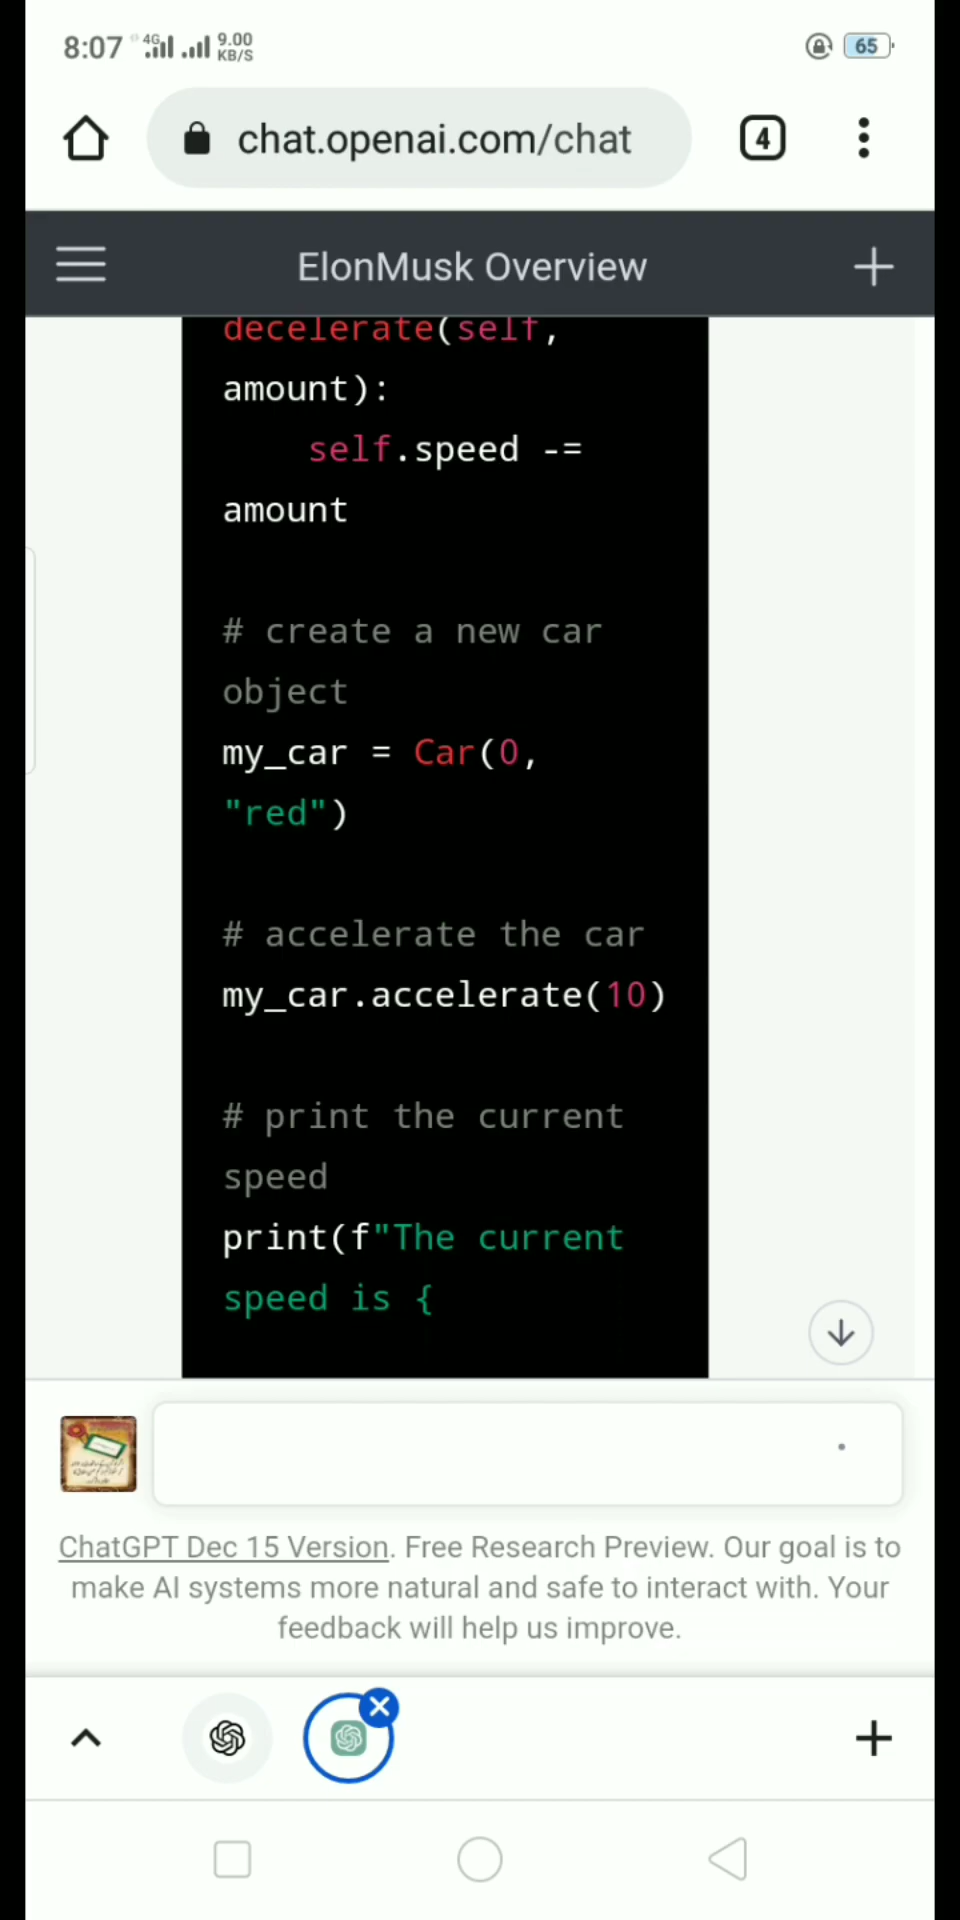 8:07 4G 9.00 KB/S 65
chat.openai.com/chat 4
ElonMusk Overview
decelerate(self,
amount):
self.speed -=
amount
# create a new car
object
my_car = Car(0,
"red")
# accelerate the car
my_car.accelerate(10)
# print the current
speed
print(f"The current
speed is {
ChatGPT Dec 15 Version. Free Research Preview. Our goal is to
make AI systems more natural and safe to interact with. Your
feedback will help us improve.